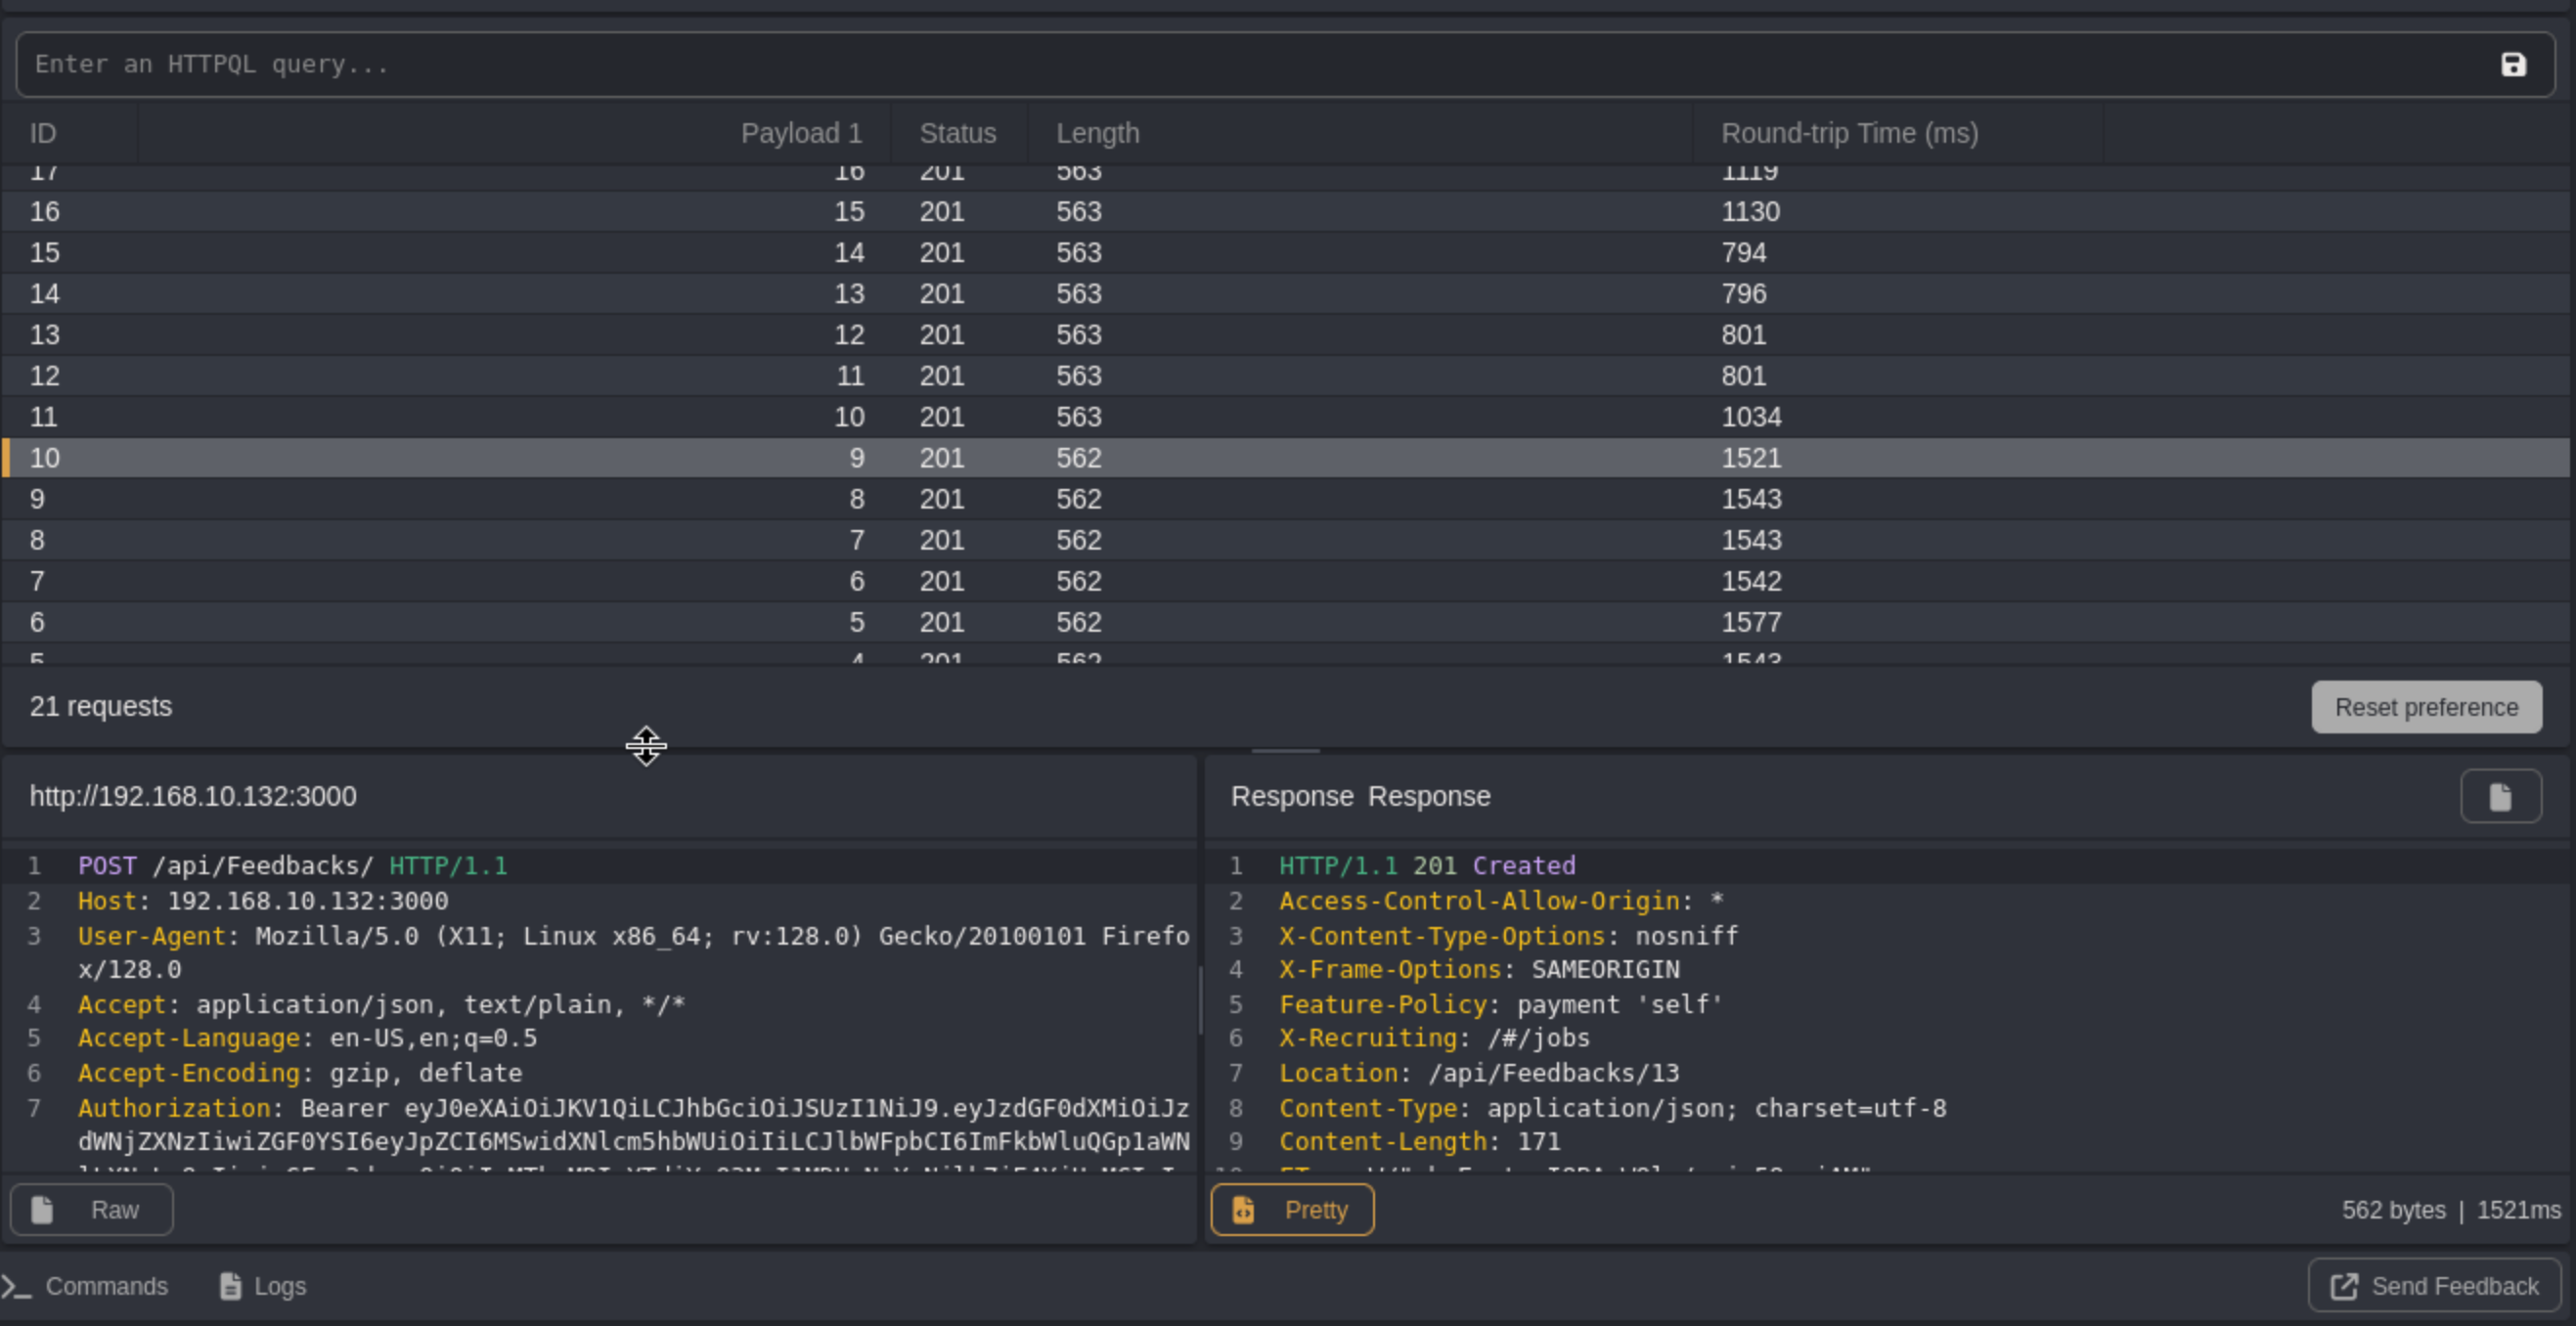 Enter an HTTPQL query...
ID Payload 1 Status Length Round-trip Time (ms)
17 16 201 563 1119
16 15 201 563 1130
15 14 201 563 794
14 13 201 563 796
13 12 201 563 801
12 11 201 563 801
11 10 201 563 1034
10 9 201 562 1521
9 8 201 562 1543
8 7 201 562 1543
7 6 201 562 1542
6 5 201 562 1577
5 4 201 562 1543
21 requests
Reset preference
http://192.168.10.132:3000
1 POST /api/Feedbacks/ HTTP/1.1
2 Host: 192.168.10.132:3000
3 User-Agent: Mozilla/5.0 (X11; Linux x86_64; rv:128.0) Gecko/20100101 Firefo
x/128.0
4 Accept: application/json, text/plain, */*
5 Accept-Language: en-US,en;q=0.5
6 Accept-Encoding: gzip, deflate
7 Authorization: Bearer eyJ0eXAiOiJKV1QiLCJhbGciOiJSUzI1NiJ9.eyJzdGF0dXMiOiJz
dWNjZXNzIiwiZGF0YSI6eyJpZCI6MSwidXNlcm5hbWUiOiIiLCJlbWFpbCI6ImFkbWluQGp1aWN
Raw
Response Response
1 HTTP/1.1 201 Created
2 Access-Control-Allow-Origin: *
3 X-Content-Type-Options: nosniff
4 X-Frame-Options: SAMEORIGIN
5 Feature-Policy: payment 'self'
6 X-Recruiting: /#/jobs
7 Location: /api/Feedbacks/13
8 Content-Type: application/json; charset=utf-8
9 Content-Length: 171
Pretty
562 bytes | 1521ms
Commands Logs
Send Feedback